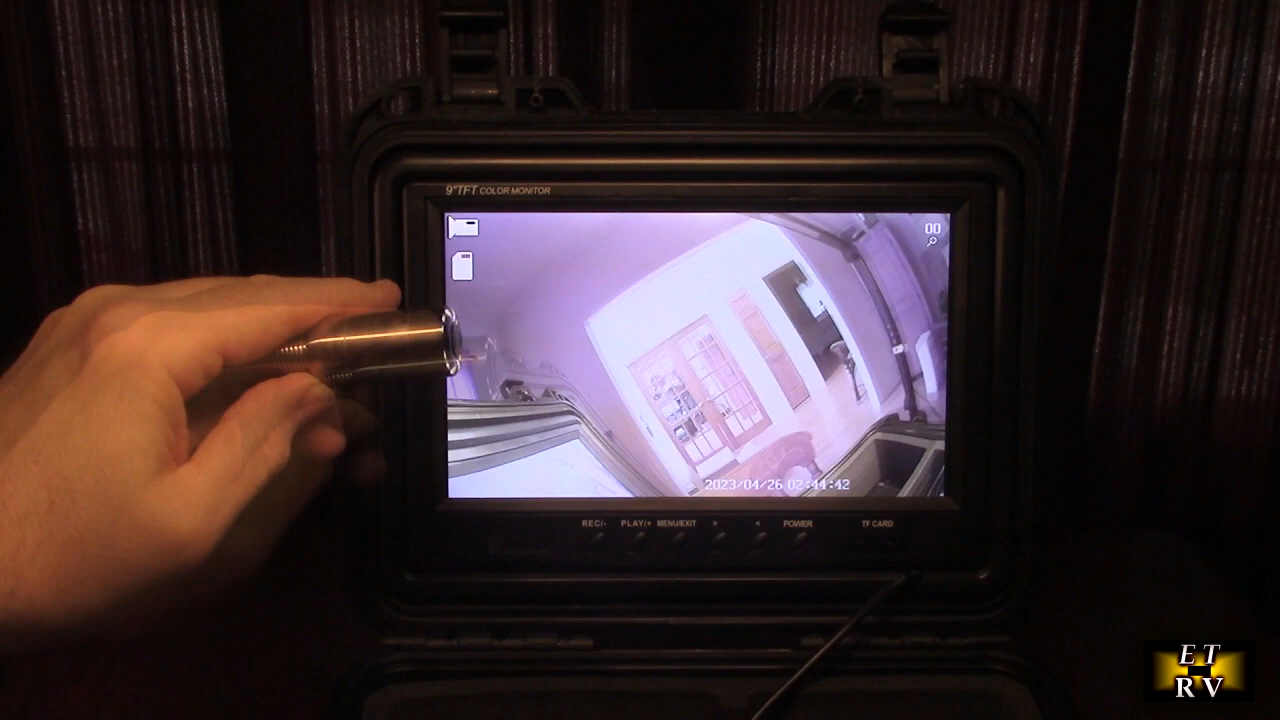 9"TFT COLOR MONITOR
00
2023/04/26 02:44:42
REC/- PLAY/+ MENU/EXIT > < POWER TF CARD
ET
RV